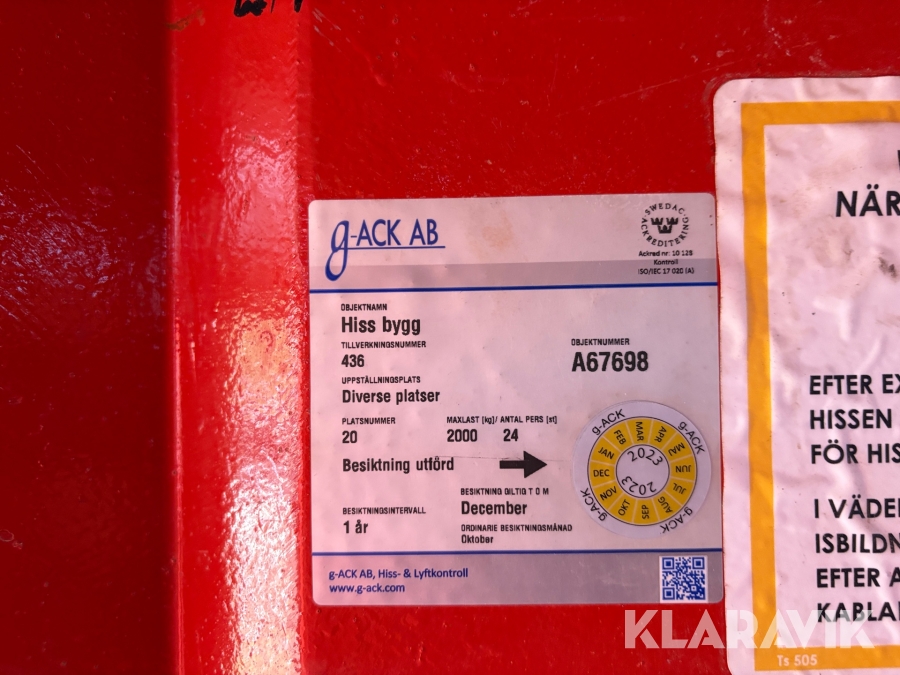 g-ACK AB
SWEDAC ACKREDITERING
Ackred nr: 10 128
Kontroll
ISO/IEC 17 020 (A)
OBJEKTNAMN
Hiss bygg
TILLVERKNINGSNUMMER
436
OBJEKTNUMMER
A67698
UPPSTÄLLNINGSPLATS
Diverse platser
PLATSNUMMER
20
MAXLAST [kg]/ ANTAL PERS [st]
2000 24
Besiktning utförd
g-ACK g-ACK g-ACK g-ACK
JAN FEB MAR APR MAJ JUN JUL AUG SEP OKT NOV DEC
2023 2023
BESIKTNING GILTIG T O M
December
BESIKTNINGSINTERVALL
1 år
ORDINARIE BESIKTNINGSMÅNAD
Oktober
g-ACK AB, Hiss- & Lyftkontroll
www.g-ack.com
NÄR
EFTER EX
HISSEN
FÖR HIS
I VÄDE
ISBILDN
EFTER A
KABLA
Ts 505
KLARAVIK